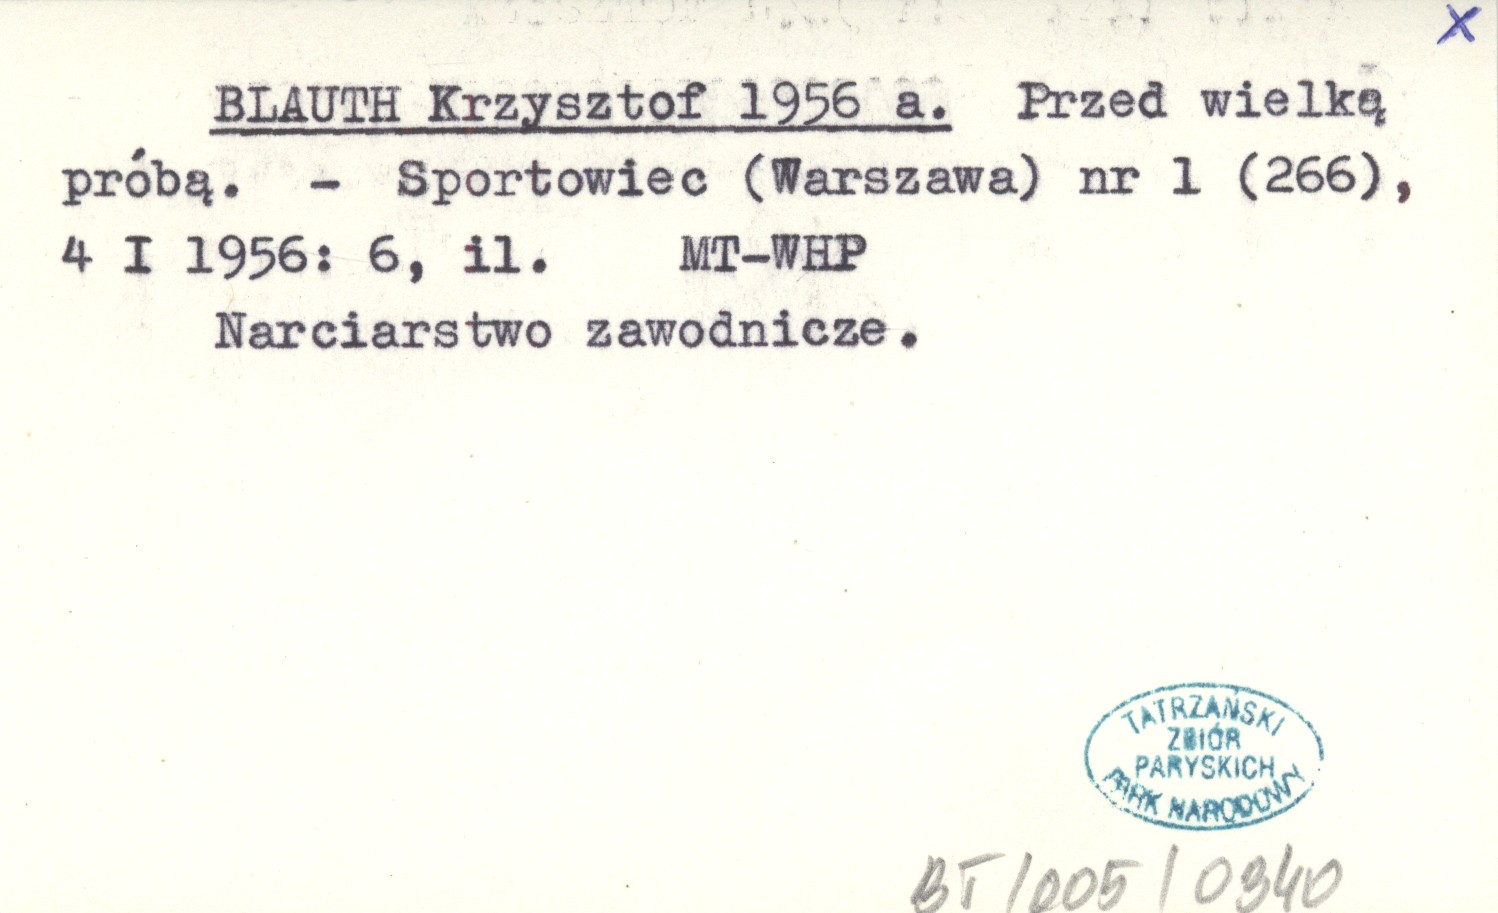 x
BLAUTH Krzysztof 1956 a. Przed wielką
próbą. - Sportowiec (Warszawa) nr 1 (266),
4 I 1956: 6, il. MT-WHP
Narciarstwo zawodnicze.
TATRZAŃSKI
ZBIÓR
PARYSKICH
PARK NARODOWY
BT/005/0340